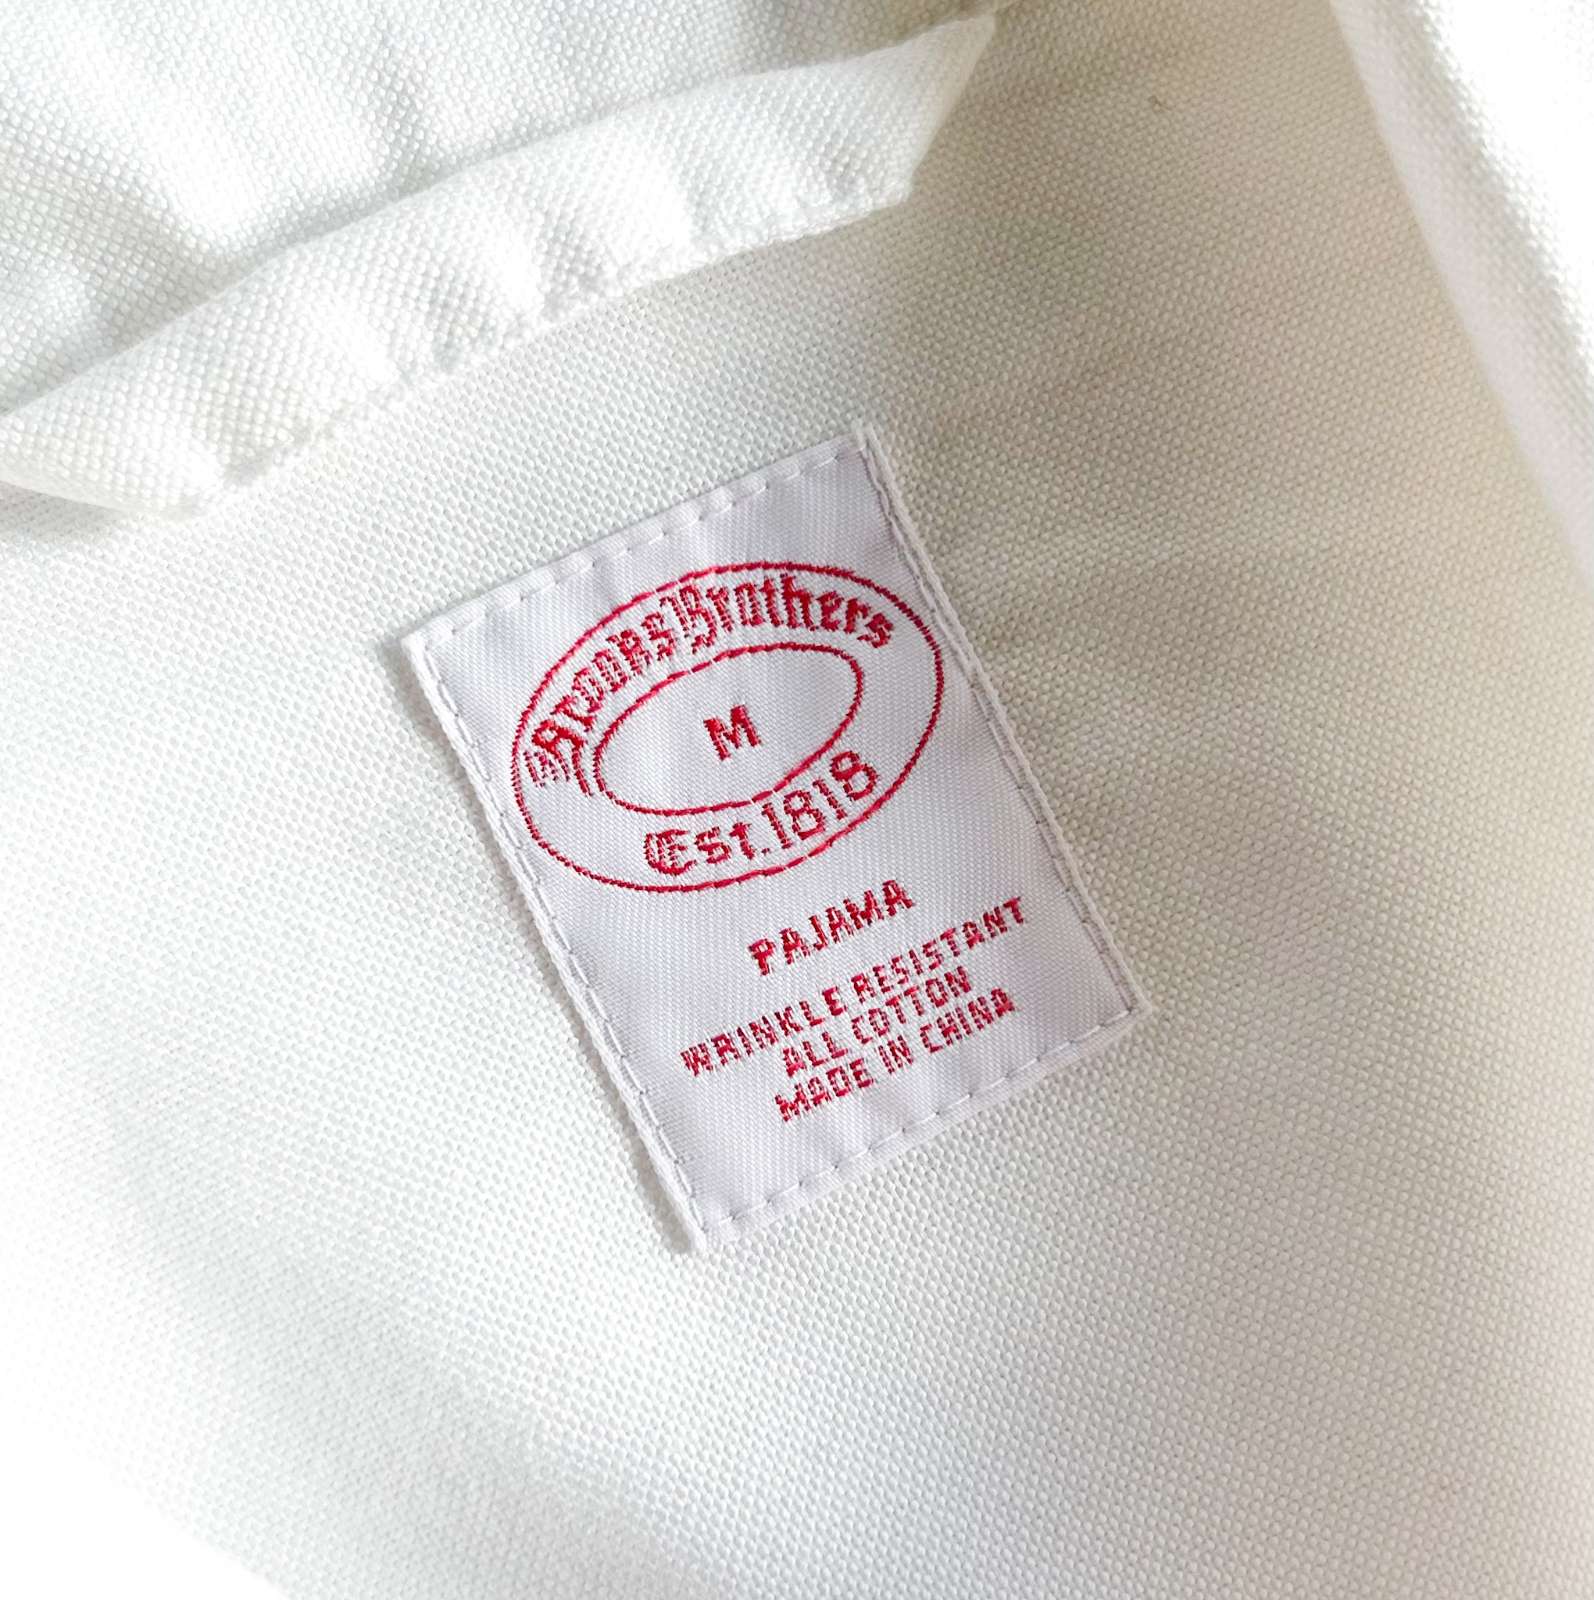 Brooks Brothers
M
Est. 1818
PAJAMA
WRINKLE RESISTANT
ALL COTTON
MADE IN CHINA